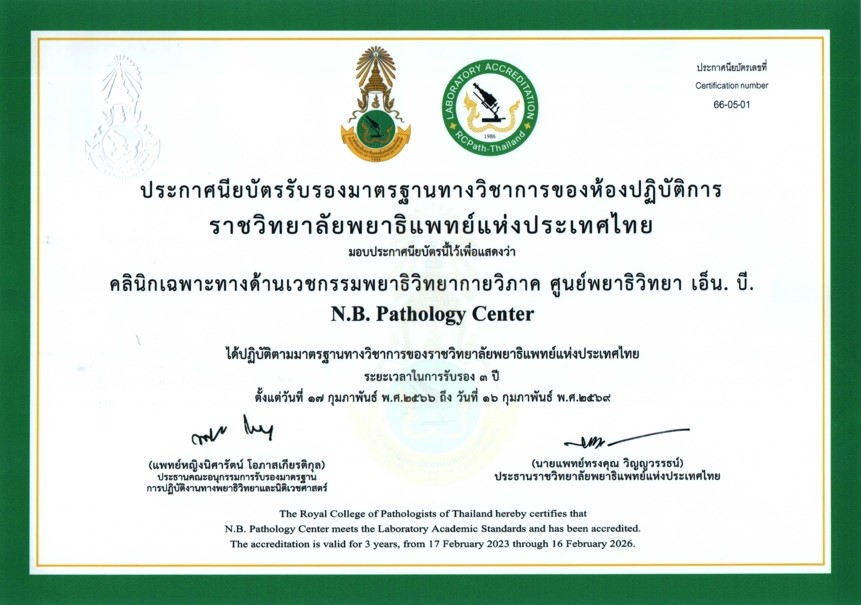 LABORATORY ACCREDITATION
1986
RCPath-Thailand
ประกาศนียบัตรเลขที่
Certification number
66-05-01
ประกาศนียบัตรรับรองมาตรฐานทางวิชาการของห้องปฏิบัติการ
ราชวิทยาลัยพยาธิแพทย์แห่งประเทศไทย
มอบประกาศนียบัตรนี้ไว้เพื่อแสดงว่า
คลินิกเฉพาะทางด้านเวชกรรมพยาธิวิทยากายวิภาค ศูนย์พยาธิวิทยา เอ็น. บี.
N.B. Pathology Center
ได้ปฏิบัติตามมาตรฐานทางวิชาการของราชวิทยาลัยพยาธิแพทย์แห่งประเทศไทย
ระยะเวลาในการรับรอง ๓ ปี
ตั้งแต่วันที่ ๑๗ กุมภาพันธ์ พ.ศ.๒๕๖๖ ถึง วันที่ ๑๖ กุมภาพันธ์ พ.ศ.๒๕๖๙
(แพทย์หญิงนิศารัตน์ โอภาสเกียรติกุล)
ประธานคณะอนุกรรมการรับรองมาตรฐาน
การปฏิบัติงานทางพยาธิวิทยาและนิติเวชศาสตร์
(นายแพทย์ทรงคุณ วิญญูวรรธน์)
ประธานราชวิทยาลัยพยาธิแพทย์แห่งประเทศไทย
The Royal College of Pathologists of Thailand hereby certifies that
N.B. Pathology Center meets the Laboratory Academic Standards and has been accredited.
The accreditation is valid for 3 years, from 17 February 2023 through 16 February 2026.